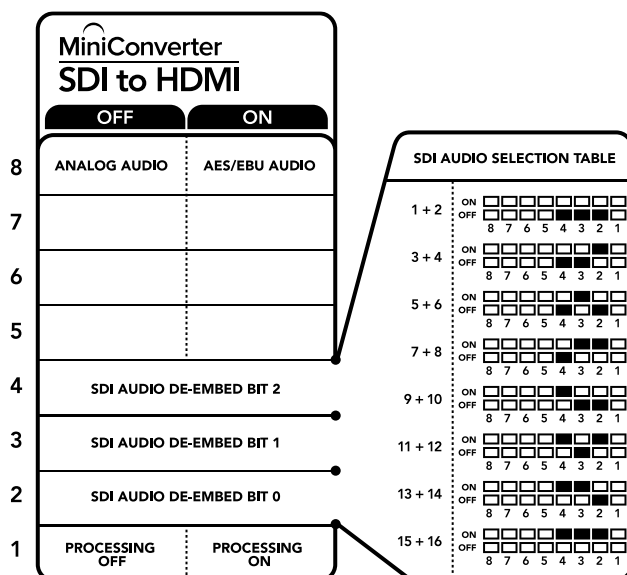 MiniConverter
SDI to HDMI
OFF ON
8 ANALOG AUDIO AES/EBU AUDIO
7
6
5
4 SDI AUDIO DE-EMBED BIT 2
3 SDI AUDIO DE-EMBED BIT 1
2 SDI AUDIO DE-EMBED BIT 0
1 PROCESSING OFF PROCESSING ON
SDI AUDIO SELECTION TABLE
1 + 2
ON
OFF
8 7 6 5 4 3 2 1
3 + 4
ON
OFF
8 7 6 5 4 3 2 1
5 + 6
ON
OFF
8 7 6 5 4 3 2 1
7 + 8
ON
OFF
8 7 6 5 4 3 2 1
9 + 10
ON
OFF
8 7 6 5 4 3 2 1
11 + 12
ON
OFF
8 7 6 5 4 3 2 1
13 + 14
ON
OFF
8 7 6 5 4 3 2 1
15 + 16
ON
OFF
8 7 6 5 4 3 2 1